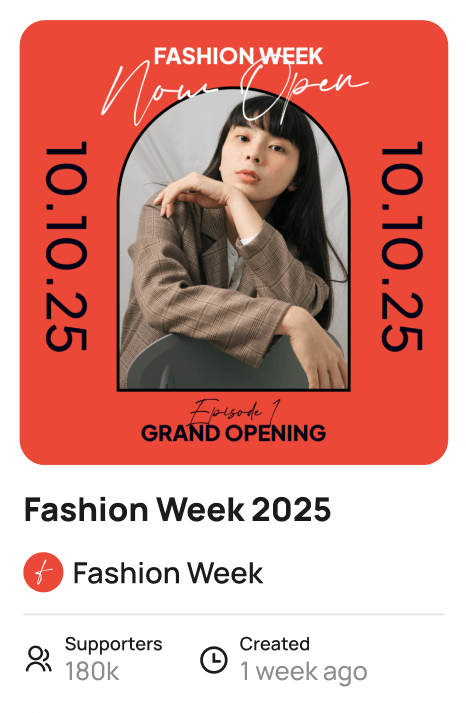 FASHION WEEK
Now Open
10.10.25
10.10.25
Episode 1
GRAND OPENING
Fashion Week 2025
f
Fashion Week
Supporters
180k
Created
1 week ago